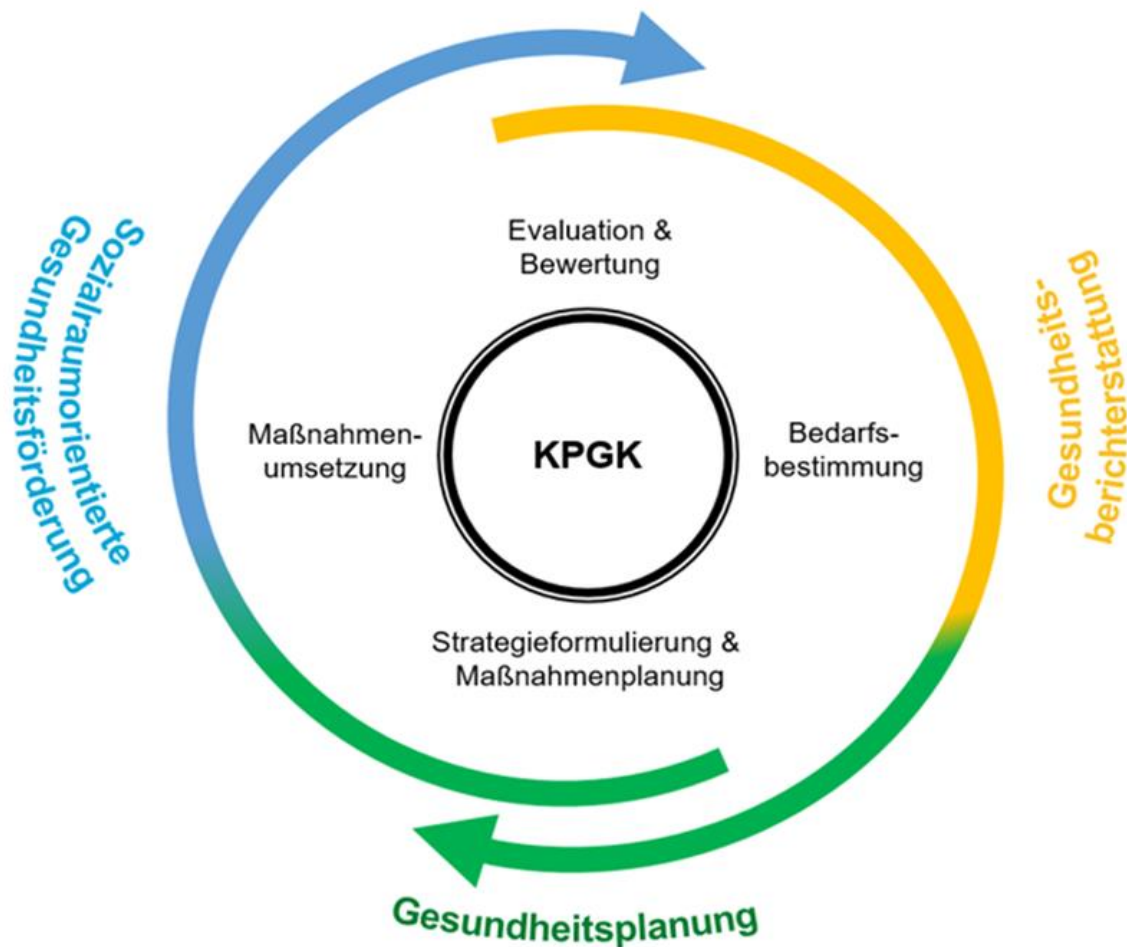 Evaluation &
Bewertung
Maßnahmen-
umsetzung
KPGK
Bedarfs-
bestimmung
Strategieformulierung &
Maßnahmenplanung
Sozialraumorientierte
Gesundheitsförderung
Gesundheits-
berichterstattung
Gesundheitsplanung